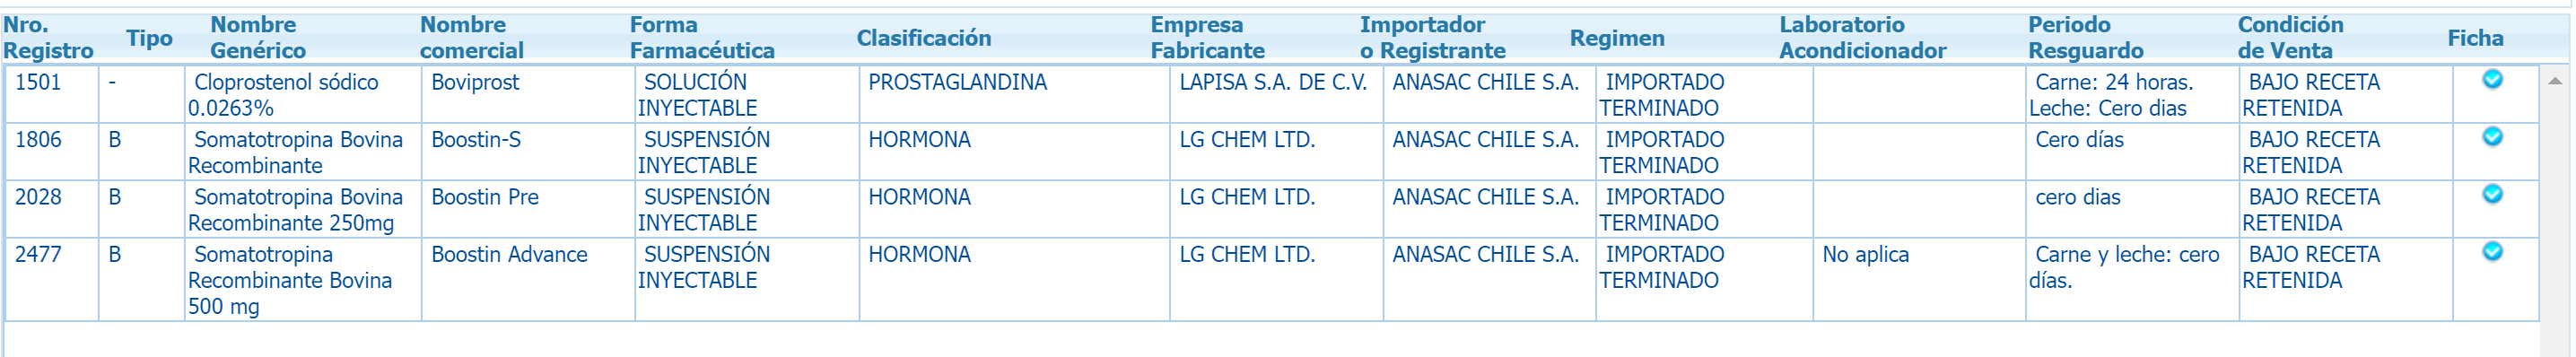 Nro. Registro	Tipo	Nombre Genérico	Nombre comercial	Forma Farmacéutica	Clasificación	Empresa Fabricante	Importador o Registrante	Regimen	Laboratorio Acondicionador	Periodo Resguardo	Condición de Venta	Ficha
1501	-	Cloprostenol sódico 0.0263%	Boviprost	SOLUCIÓN INYECTABLE	PROSTAGLANDINA	LAPISA S.A. DE C.V.	ANASAC CHILE S.A.	IMPORTADO TERMINADO		Carne: 24 horas. Leche: Cero dias	BAJO RECETA RETENIDA
1806	B	Somatotropina Bovina Recombinante	Boostin-S	SUSPENSIÓN INYECTABLE	HORMONA	LG CHEM LTD.	ANASAC CHILE S.A.	IMPORTADO TERMINADO		Cero días	BAJO RECETA RETENIDA
2028	B	Somatotropina Bovina Recombinante 250mg	Boostin Pre	SUSPENSIÓN INYECTABLE	HORMONA	LG CHEM LTD.	ANASAC CHILE S.A.	IMPORTADO TERMINADO		cero dias	BAJO RECETA RETENIDA
2477	B	Somatotropina Recombinante Bovina 500 mg	Boostin Advance	SUSPENSIÓN INYECTABLE	HORMONA	LG CHEM LTD.	ANASAC CHILE S.A.	IMPORTADO TERMINADO	No aplica	Carne y leche: cero días.	BAJO RECETA RETENIDA